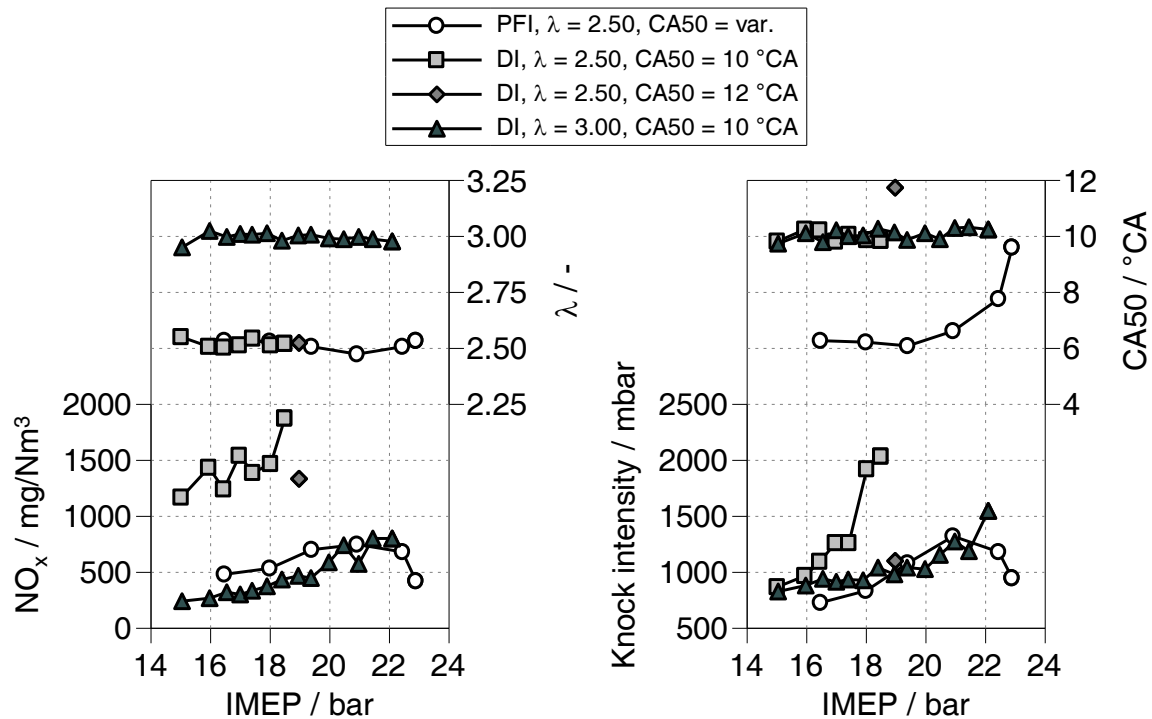 PFI, λ = 2.50, CA50 = var.
DI, λ = 2.50, CA50 = 10 °CA
DI, λ = 2.50, CA50 = 12 °CA
DI, λ = 3.00, CA50 = 10 °CA
3.25
3.00
2.75
2.50
2.25
λ / -
2000
1500
1000
500
0
NOx / mg/Nm³
14 16 18 20 22 24
IMEP / bar
12
10
8
6
4
CA50 / °CA
2500
2000
1500
1000
500
Knock intensity / mbar
14 16 18 20 22 24
IMEP / bar